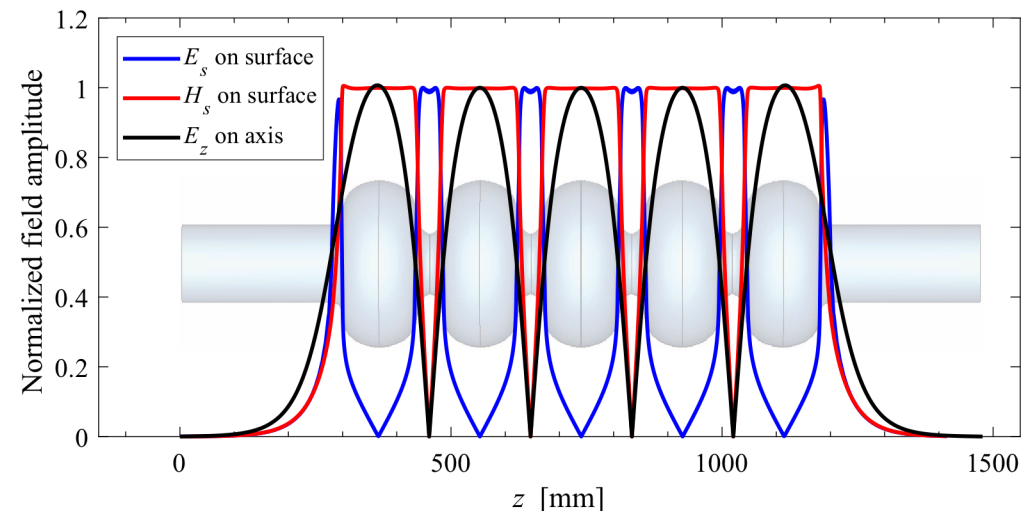 1.2
1
0.8
0.6
0.4
0.2
0
Normalized field amplitude
E_s on surface
H_s on surface
E_z on axis
0 500 1000 1500
z [mm]